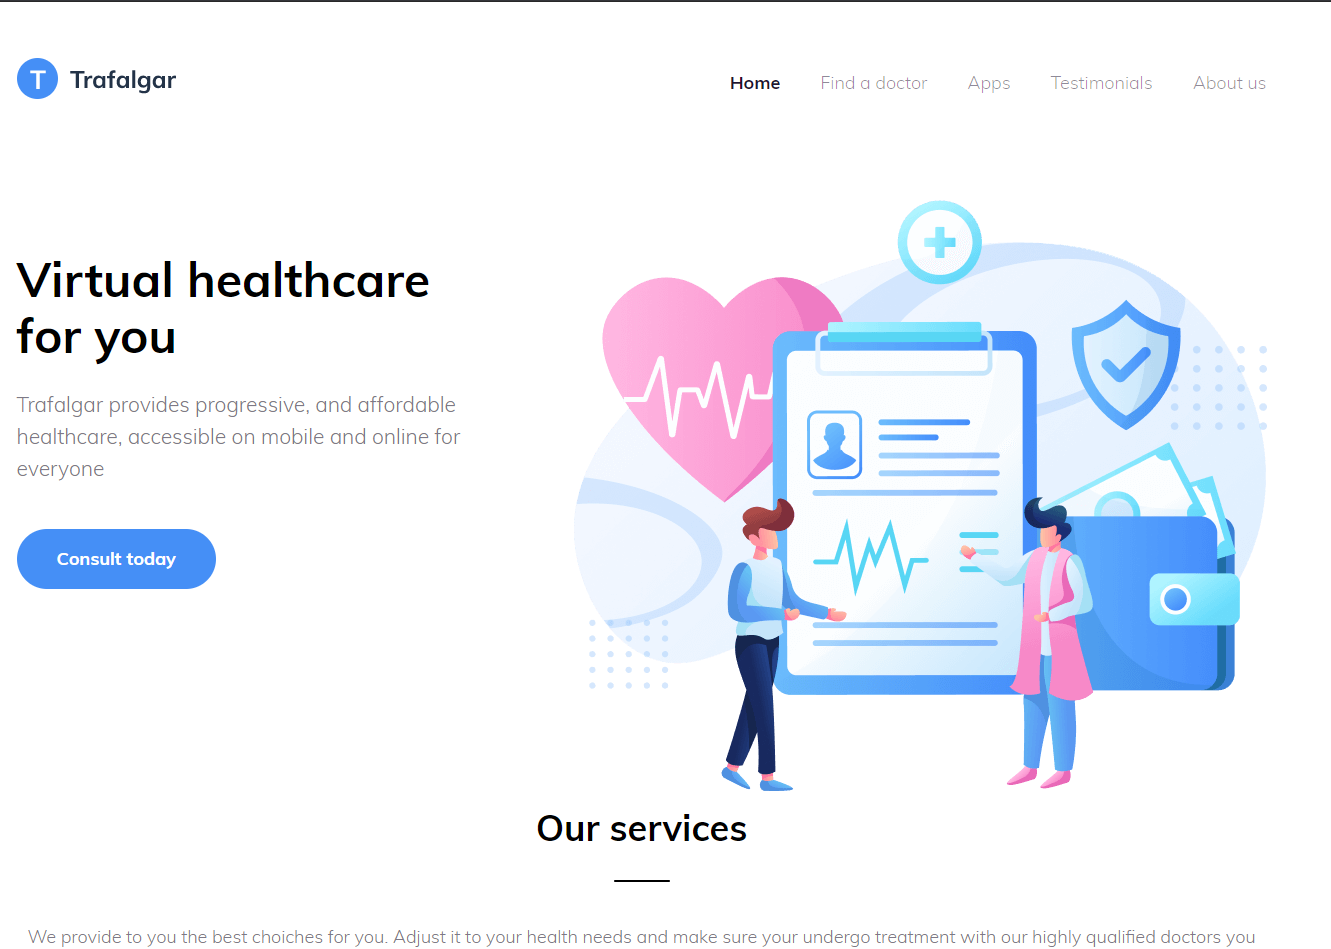 T Trafalgar
Home Find a doctor Apps Testimonials About us
Virtual healthcare
for you
Trafalgar provides progressive, and affordable
healthcare, accessible on mobile and online for
everyone
Consult today
Our services
We provide to you the best choiches for you. Adjust it to your health needs and make sure your undergo treatment with our highly qualified doctors you